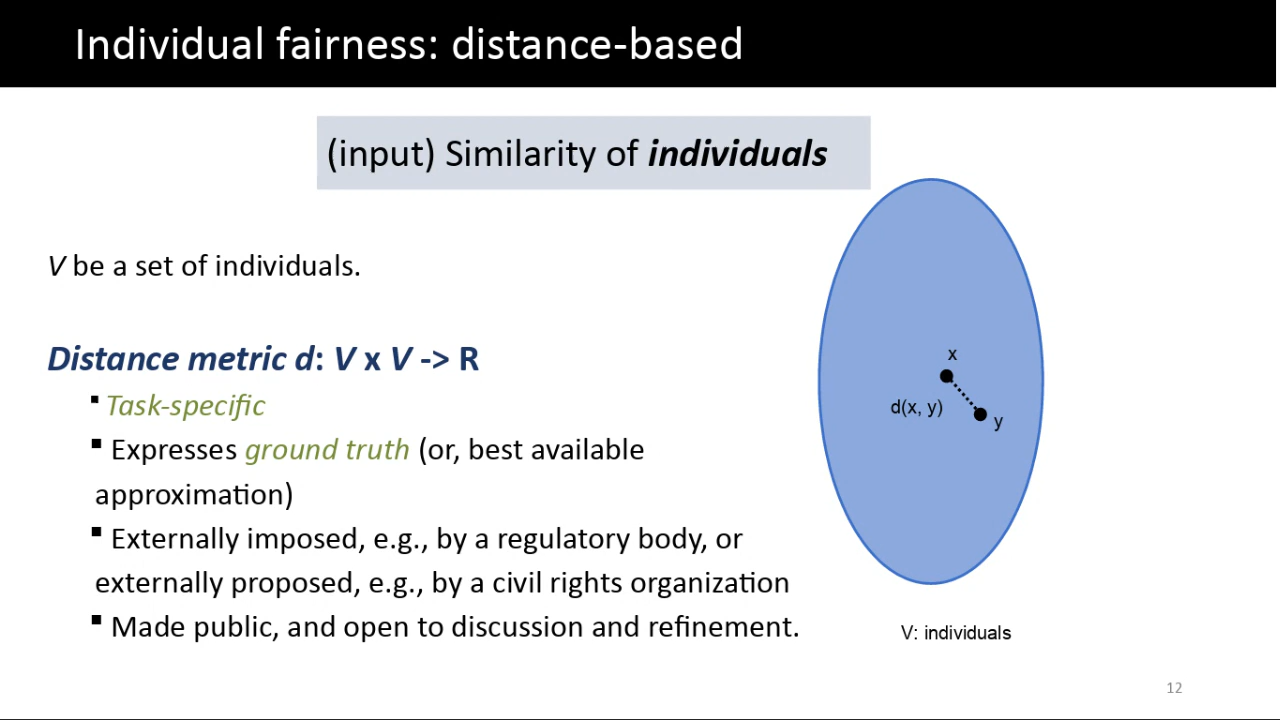 Individual fairness: distance-based
(input) Similarity of individuals
V be a set of individuals.
Distance metric d: V x V -> R
▪ Task-specific
▪ Expresses ground truth (or, best available
approximation)
▪ Externally imposed, e.g., by a regulatory body, or
externally proposed, e.g., by a civil rights organization
▪ Made public, and open to discussion and refinement.
x
d(x, y)
y
V: individuals
12